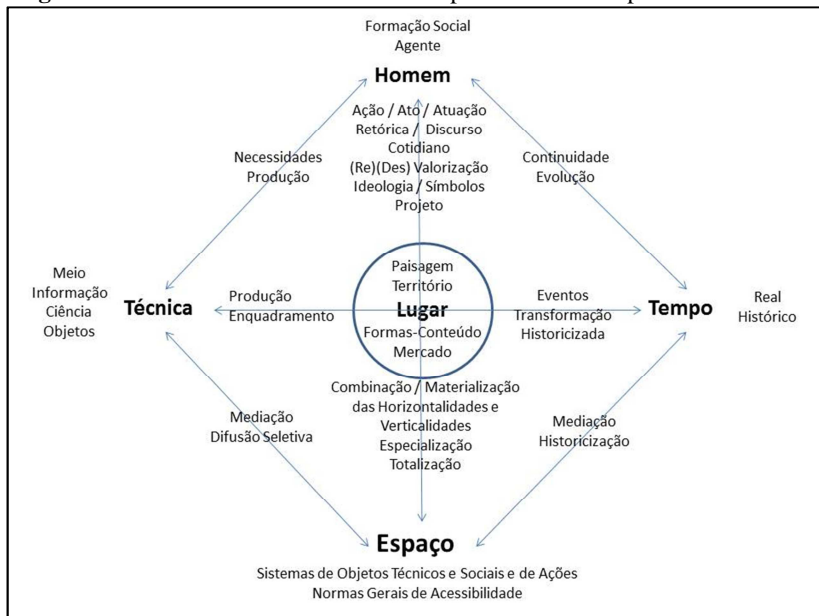 Formação Social
Agente
Homem
Ação / Ato / Atuação
Retórica / Discurso
Cotidiano
(Re)(Des) Valorização
Ideologia / Símbolos
Projeto
Necessidades
Produção
Continuidade
Evolução
Meio
Informação
Ciência
Objetos
Técnica
Produção
Enquadramento
Paisagem
Território
Lugar
Formas-Conteúdo
Mercado
Eventos
Transformação
Historicizada
Tempo
Real
Histórico
Combinação / Materialização
das Horizontalidades e
Verticalidades
Especialização
Totalização
Mediação
Difusão Seletiva
Mediação
Historicização
Espaço
Sistemas de Objetos Técnicos e Sociais e de Ações
Normas Gerais de Acessibilidade